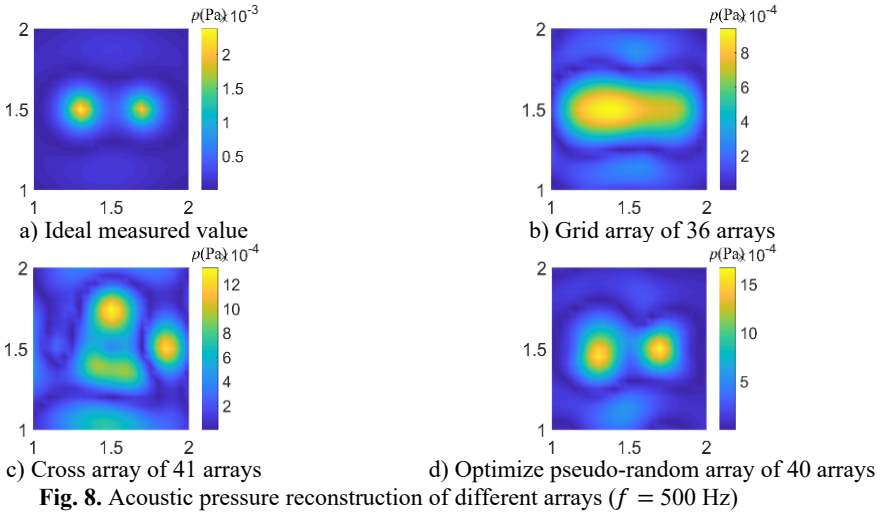 p(Pa) ×10⁻³
2
1.5
1
1 1.5 2
2
1.5
1
0.5
a) Ideal measured value
p(Pa) ×10⁻⁴
2
1.5
1
1 1.5 2
8
6
4
2
b) Grid array of 36 arrays
p(Pa) ×10⁻⁴
2
1.5
1
1 1.5 2
12
10
8
6
4
2
c) Cross array of 41 arrays
p(Pa) ×10⁻⁴
2
1.5
1
1 1.5 2
15
10
5
d) Optimize pseudo-random array of 40 arrays
Fig. 8. Acoustic pressure reconstruction of different arrays (f = 500 Hz)